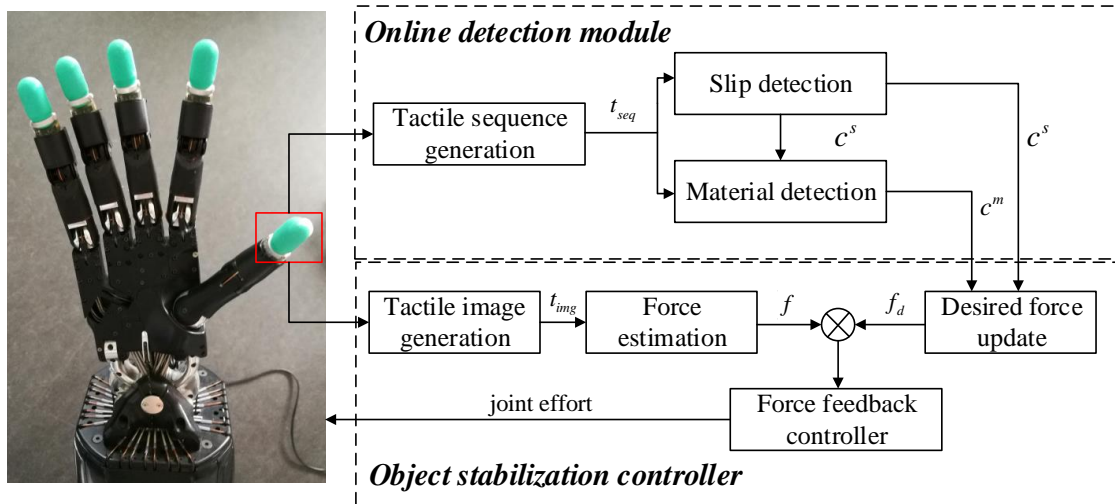 Online detection module
Slip detection
t_seq
Tactile sequence
generation
c^s
c^s
Material detection
c^m
Tactile image
generation
t_img
Force
estimation
f
f_d
Desired force
update
joint effort
Force feedback
controller
Object stabilization controller